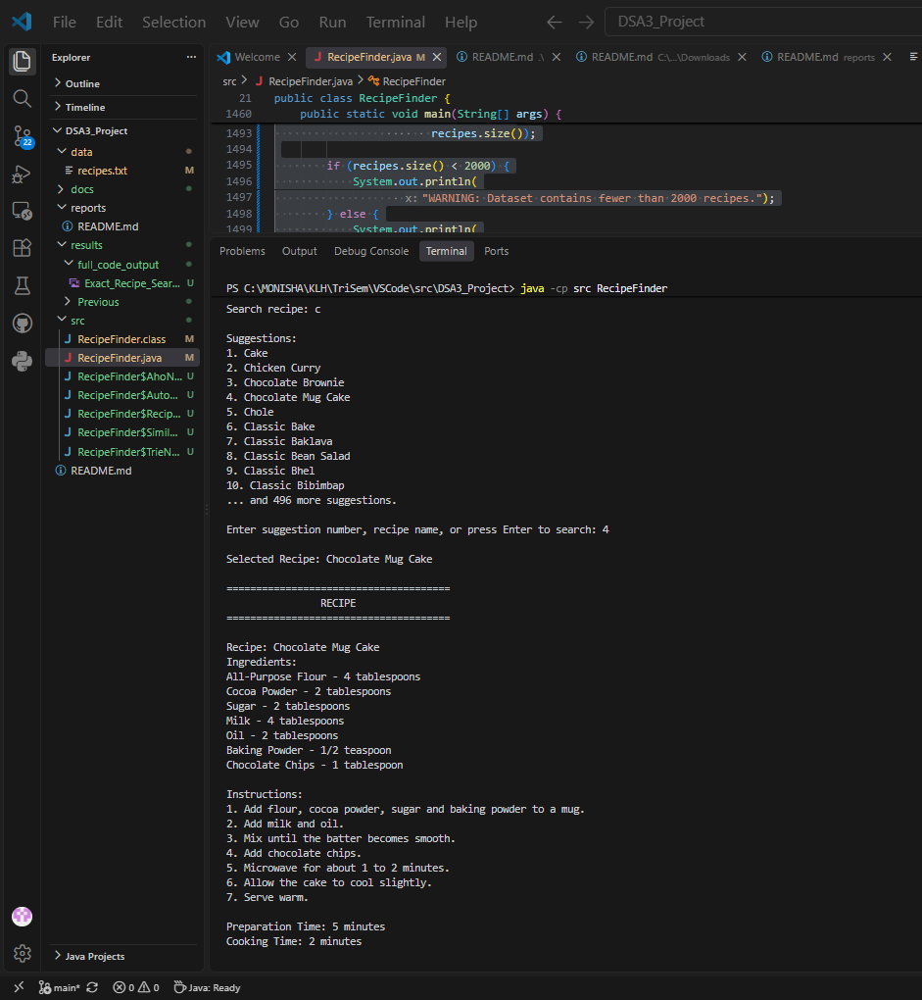 File Edit Selection View Go Run Terminal Help DSA3_Project
Explorer
Outline
Timeline
DSA3_Project
data
recipes.txt M
docs
reports
README.md
results
full_code_output
Exact_Recipe_Sear... U
Previous
src
RecipeFinder.class M
RecipeFinder.java M
RecipeFinder$AhoN... U
RecipeFinder$Auto... U
RecipeFinder$Recip... U
RecipeFinder$Simil... U
RecipeFinder$TrieN... U
README.md
Java Projects
22
Welcome RecipeFinder.java M README.md .\ README.md C:\...\Downloads README.md reports
src > RecipeFinder.java > RecipeFinder
21 public class RecipeFinder {
1460 public static void main(String[] args) {
1493 recipes.size());
1494
1495 if (recipes.size() < 2000) {
1496 System.out.println(
1497 x: "WARNING: Dataset contains fewer than 2000 recipes.");
1498 } else {
1499 System.out.println(
Problems Output Debug Console Terminal Ports
PS C:\MONISHA\KLH\TriSem\VSCode\src\DSA3_Project> java -cp src RecipeFinder
Search recipe: c
Suggestions:
1. Cake
2. Chicken Curry
3. Chocolate Brownie
4. Chocolate Mug Cake
5. Chole
6. Classic Bake
7. Classic Baklava
8. Classic Bean Salad
9. Classic Bhel
10. Classic Bibimbap
... and 496 more suggestions.
Enter suggestion number, recipe name, or press Enter to search: 4
Selected Recipe: Chocolate Mug Cake
======================================
RECIPE
======================================
Recipe: Chocolate Mug Cake
Ingredients:
All-Purpose Flour - 4 tablespoons
Cocoa Powder - 2 tablespoons
Sugar - 2 tablespoons
Milk - 4 tablespoons
Oil - 2 tablespoons
Baking Powder - 1/2 teaspoon
Chocolate Chips - 1 tablespoon
Instructions:
1. Add flour, cocoa powder, sugar and baking powder to a mug.
2. Add milk and oil.
3. Mix until the batter becomes smooth.
4. Add chocolate chips.
5. Microwave for about 1 to 2 minutes.
6. Allow the cake to cool slightly.
7. Serve warm.
Preparation Time: 5 minutes
Cooking Time: 2 minutes
main* 0 0 Java: Ready